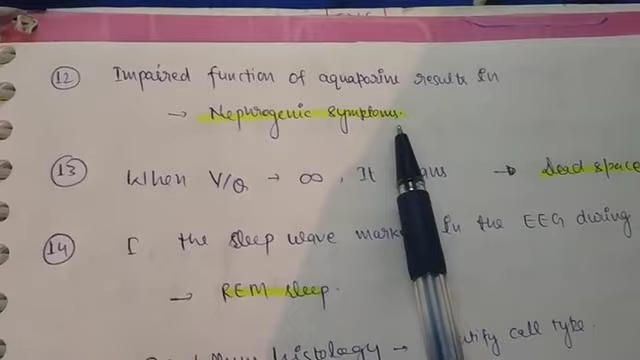 12 Impaired function of aquaporine results in
→ Nephrogenic symptoms.
13 When V/Q → ∞, It → Dead space
14 I the sleep wave in the EEG during
→ REM sleep.
histology → cell type.